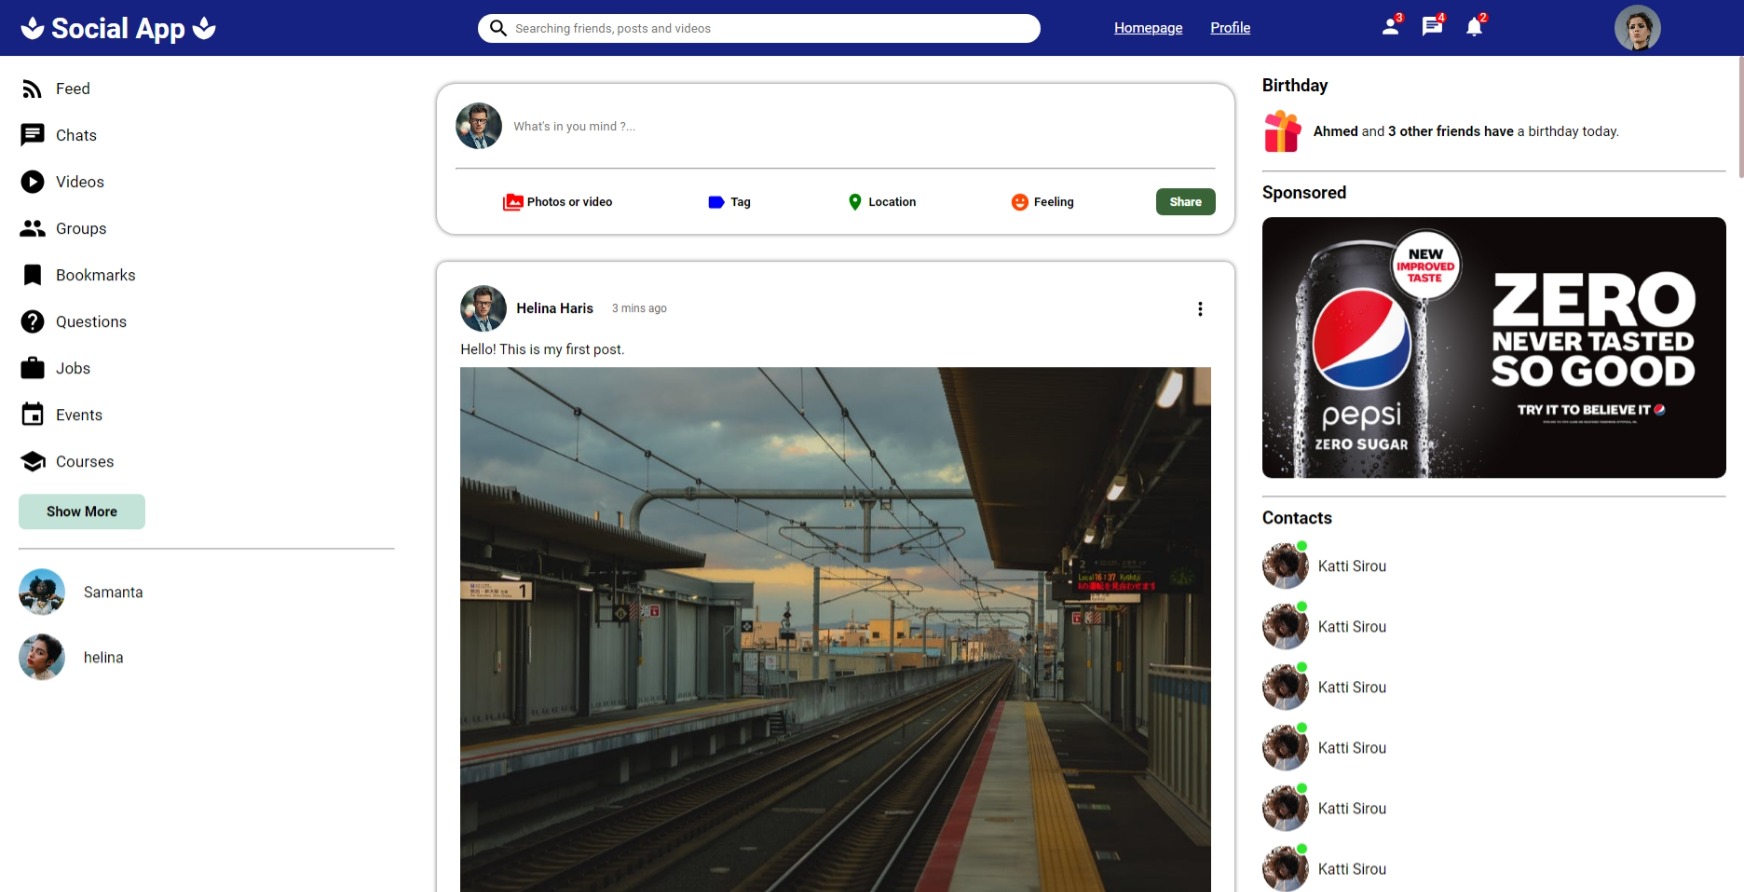 Social App
Searching friends, posts and videos
Homepage
Profile
3
4
2
Feed
Chats
Videos
Groups
Bookmarks
Questions
Jobs
Events
Courses
Show More
Samanta
helina
What's in you mind ?...
Photos or video
Tag
Location
Feeling
Share
Helina Haris
3 mins ago
Hello! This is my first post.
1
2
Local 16:37
Birthday
Ahmed and 3 other friends have a birthday today.
Sponsored
NEW
IMPROVED
TASTE
pepsi
ZERO SUGAR
ZERO
NEVER TASTED
SO GOOD
TRY IT TO BELIEVE IT
Contacts
Katti Sirou
Katti Sirou
Katti Sirou
Katti Sirou
Katti Sirou
Katti Sirou